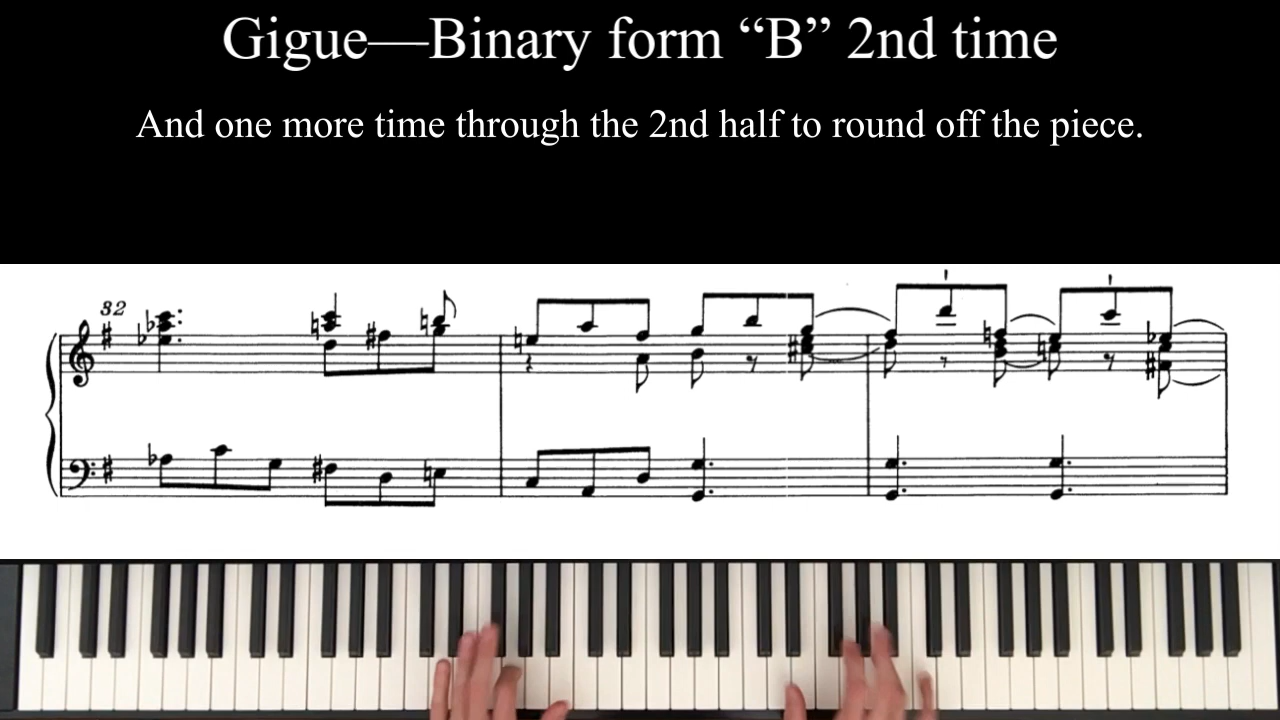 Gigue—Binary form “B” 2nd time
And one more time through the 2nd half to round off the piece.
32